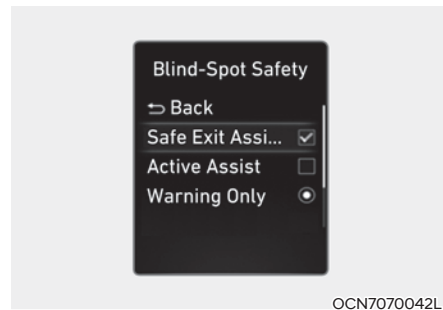 Blind-Spot Safety
Back
Safe Exit Assi...
Active Assist
Warning Only
OCN7070042L